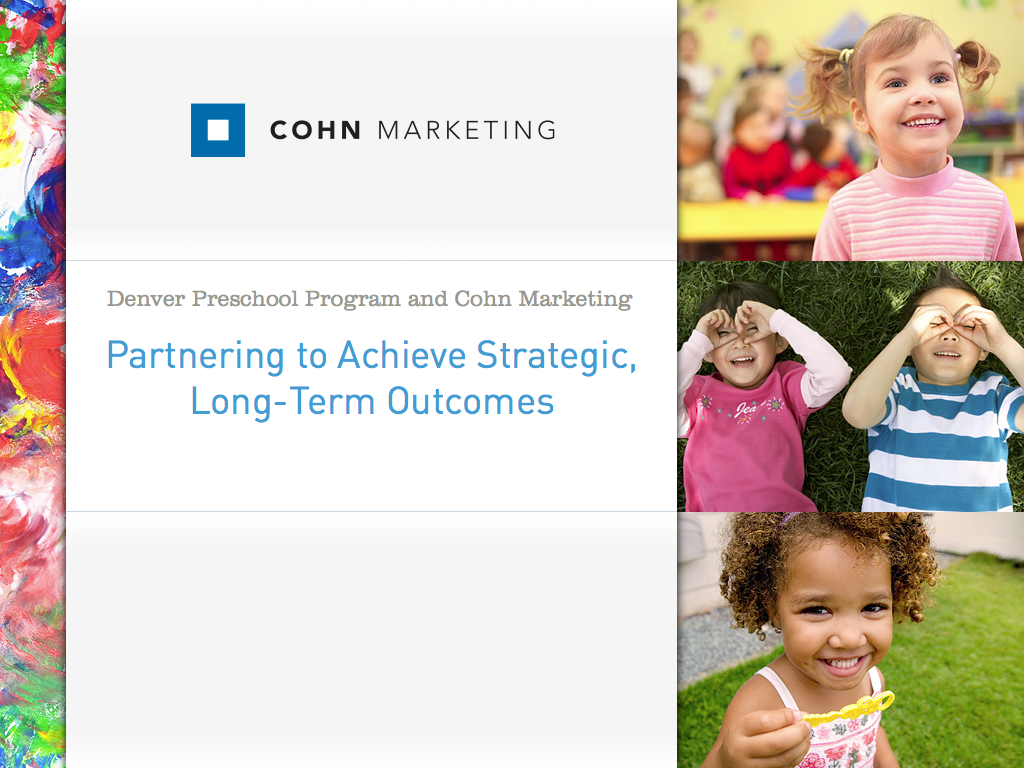 COHN MARKETING
Denver Preschool Program and Cohn Marketing
Partnering to Achieve Strategic,
Long-Term Outcomes